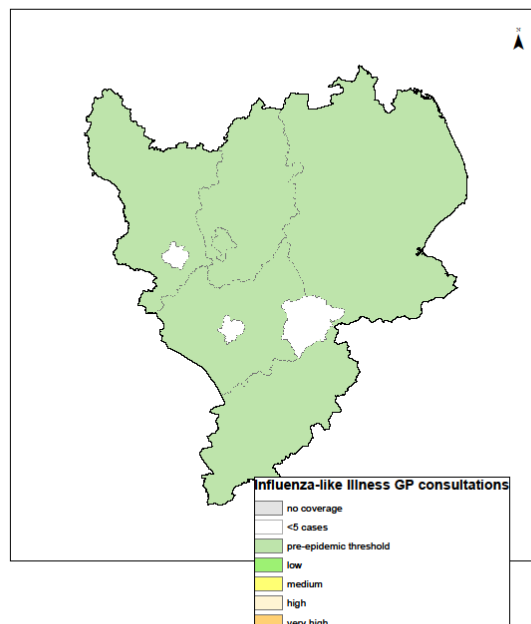 Influenza-like Illness GP consultations
no coverage
<5 cases
pre-epidemic threshold
low
medium
high
very high